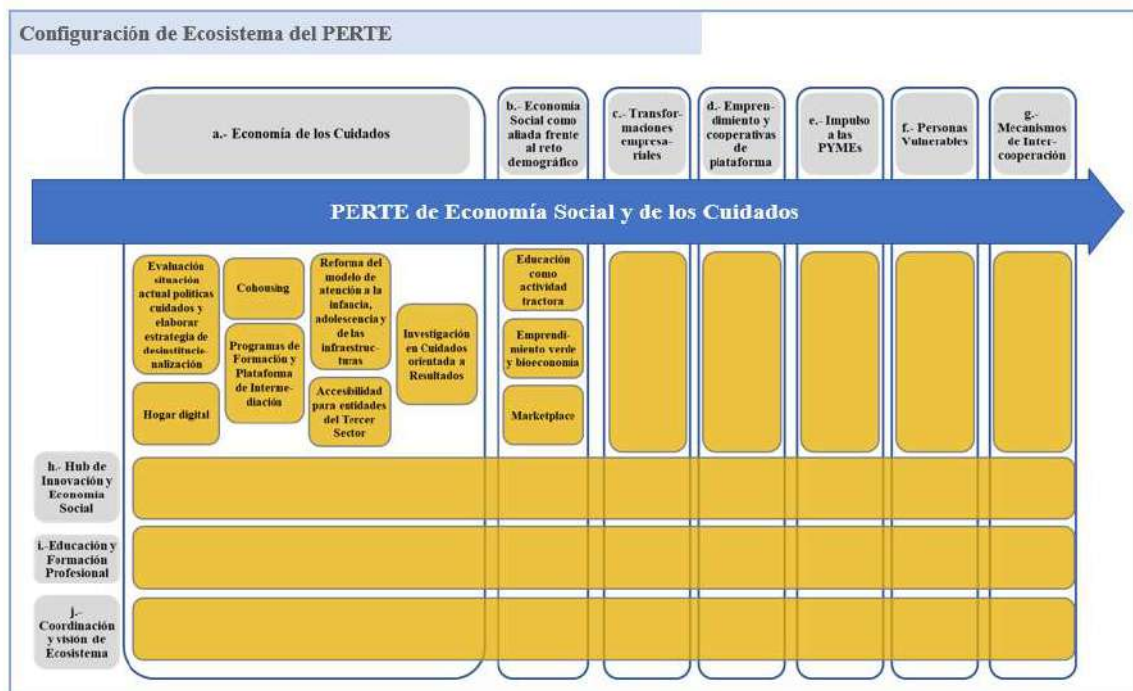 Configuración de Ecosistema del PERTE
a.- Economía de los Cuidados
b.- Economía
Social como
aliada frente
al reto
demográfico
c.- Transfor-
maciones
empresa-
riales
d.- Empren-
dimiento y
cooperativas
de
plataforma
e.- Impulso
a las
PYMEs
f.- Personas
Vulnerables
g.-
Mecanismos
de Inter-
cooperación
PERTE de Economía Social y de los Cuidados
Evaluación
situación
actual políticas
cuidados y
elaborar
estrategia de
desinstitucio-
nalización
Hogar digital
Cohousing
Programas de
Formación y
Plataforma
de Interme-
diación
Reforma del
modelo de
atención a la
infancia,
adolescencia y
de las
infraestruc-
turas
Accesibilidad
para entidades
del Tercer
Sector
Investigación
en Cuidados
orientada a
Resultados
Educación
como
actividad
tractora
Emprendi-
miento verde
y bioeconomía
Marketplace
h.- Hub de
Innovación y
Economía
Social
i.-Educación y
Formación
Profesional
j.-
Coordinación
y visión de
Ecosistema